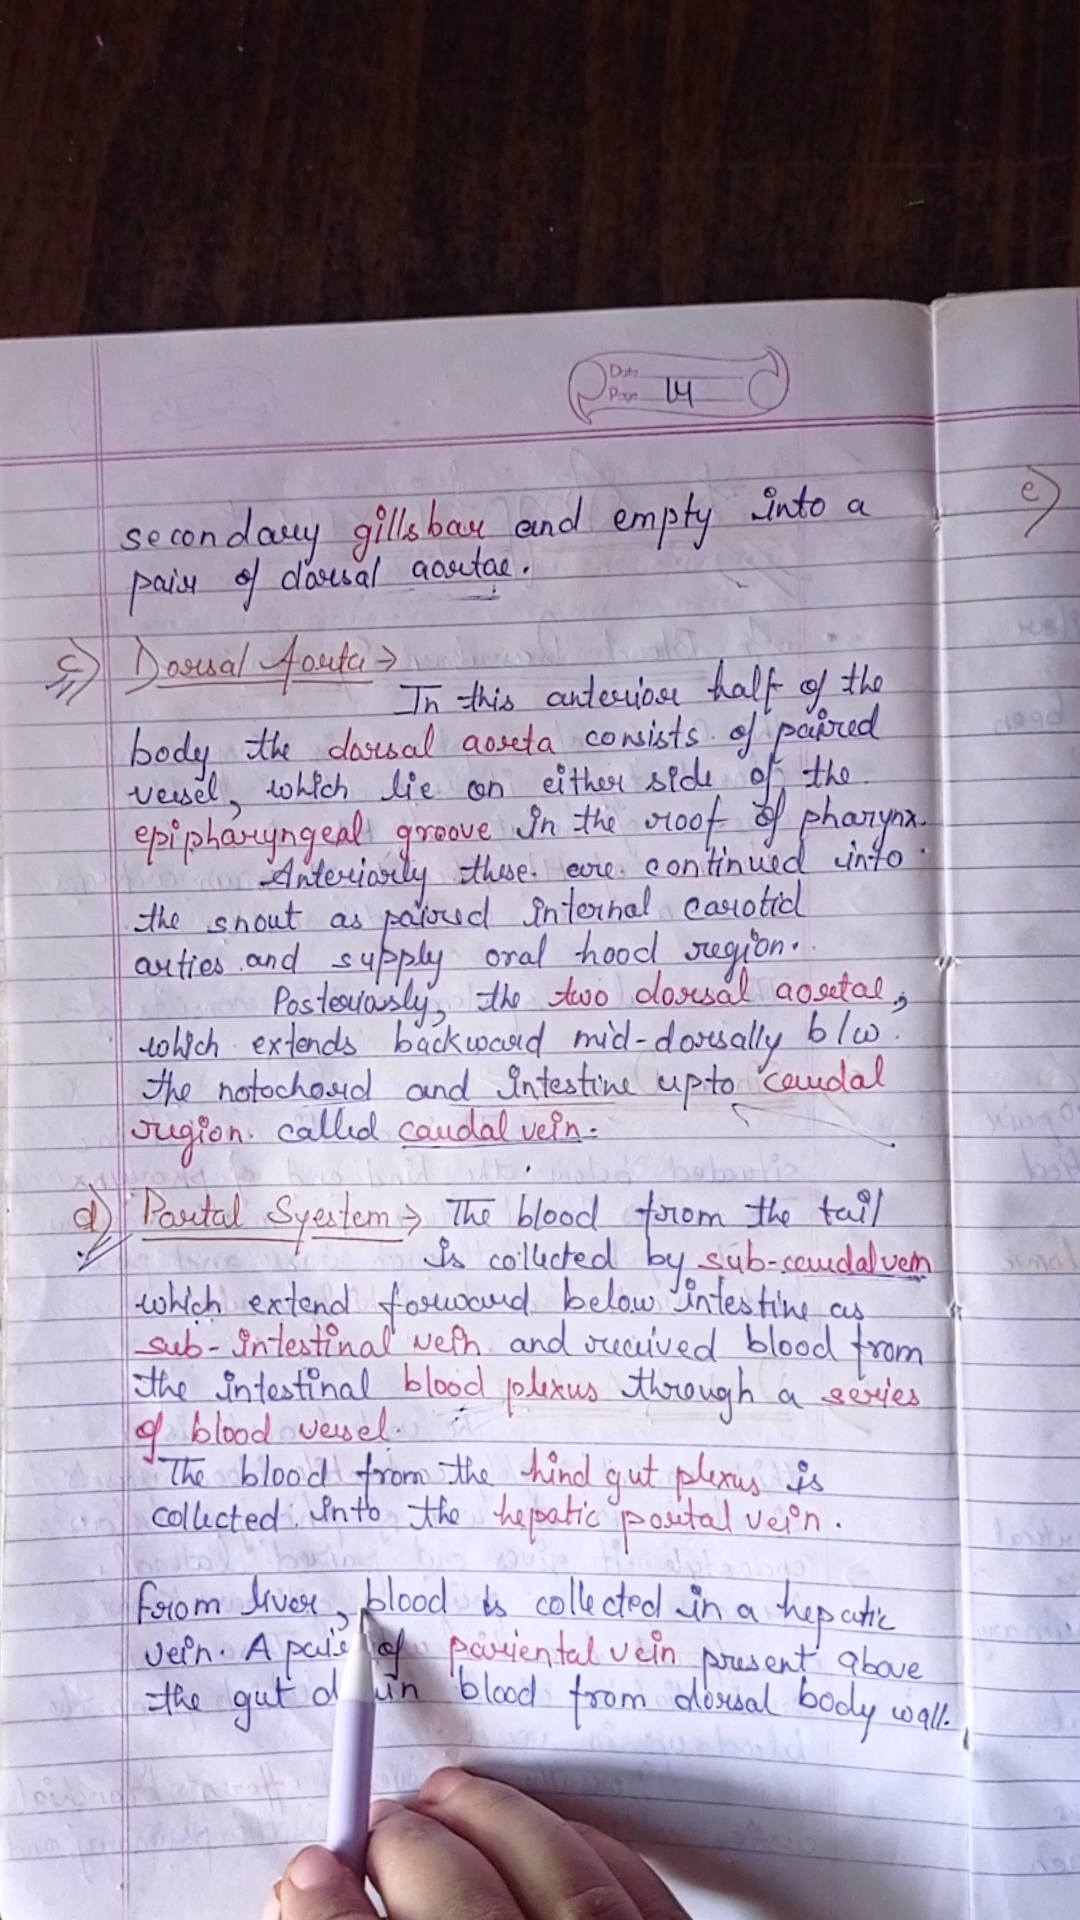 Date
Page 14
secondary gillsbar and empty into a
pair of dorsal aortae.
c) Dorsal Aorta →
In this anterior half of the
body the dorsal aorta consists of paired
vessel, which lie on either side of the
epipharyngeal groove in the roof of pharynx.
Anteriorly these are continued into
the snout as paired internal carotid
arties and supply oral hood region.
Posteriorly, the two dorsal aortal,
which extends backward mid-dorsally b/w
the notochord and intestine upto caudal
region called caudal vein.
d) Portal Syestem → The blood from the tail
is collected by sub-caudal vein
which extend forward below intestine as
sub-intestinal vein and received blood from
the intestinal blood plexus through a series
of blood vessel.
The blood from the hind gut plexus is
collected into the hepatic portal vein.
From liver, blood is collected in a hepatic
vein. A pair of pariental vein present above
the gut blood from dorsal body wall.
e)